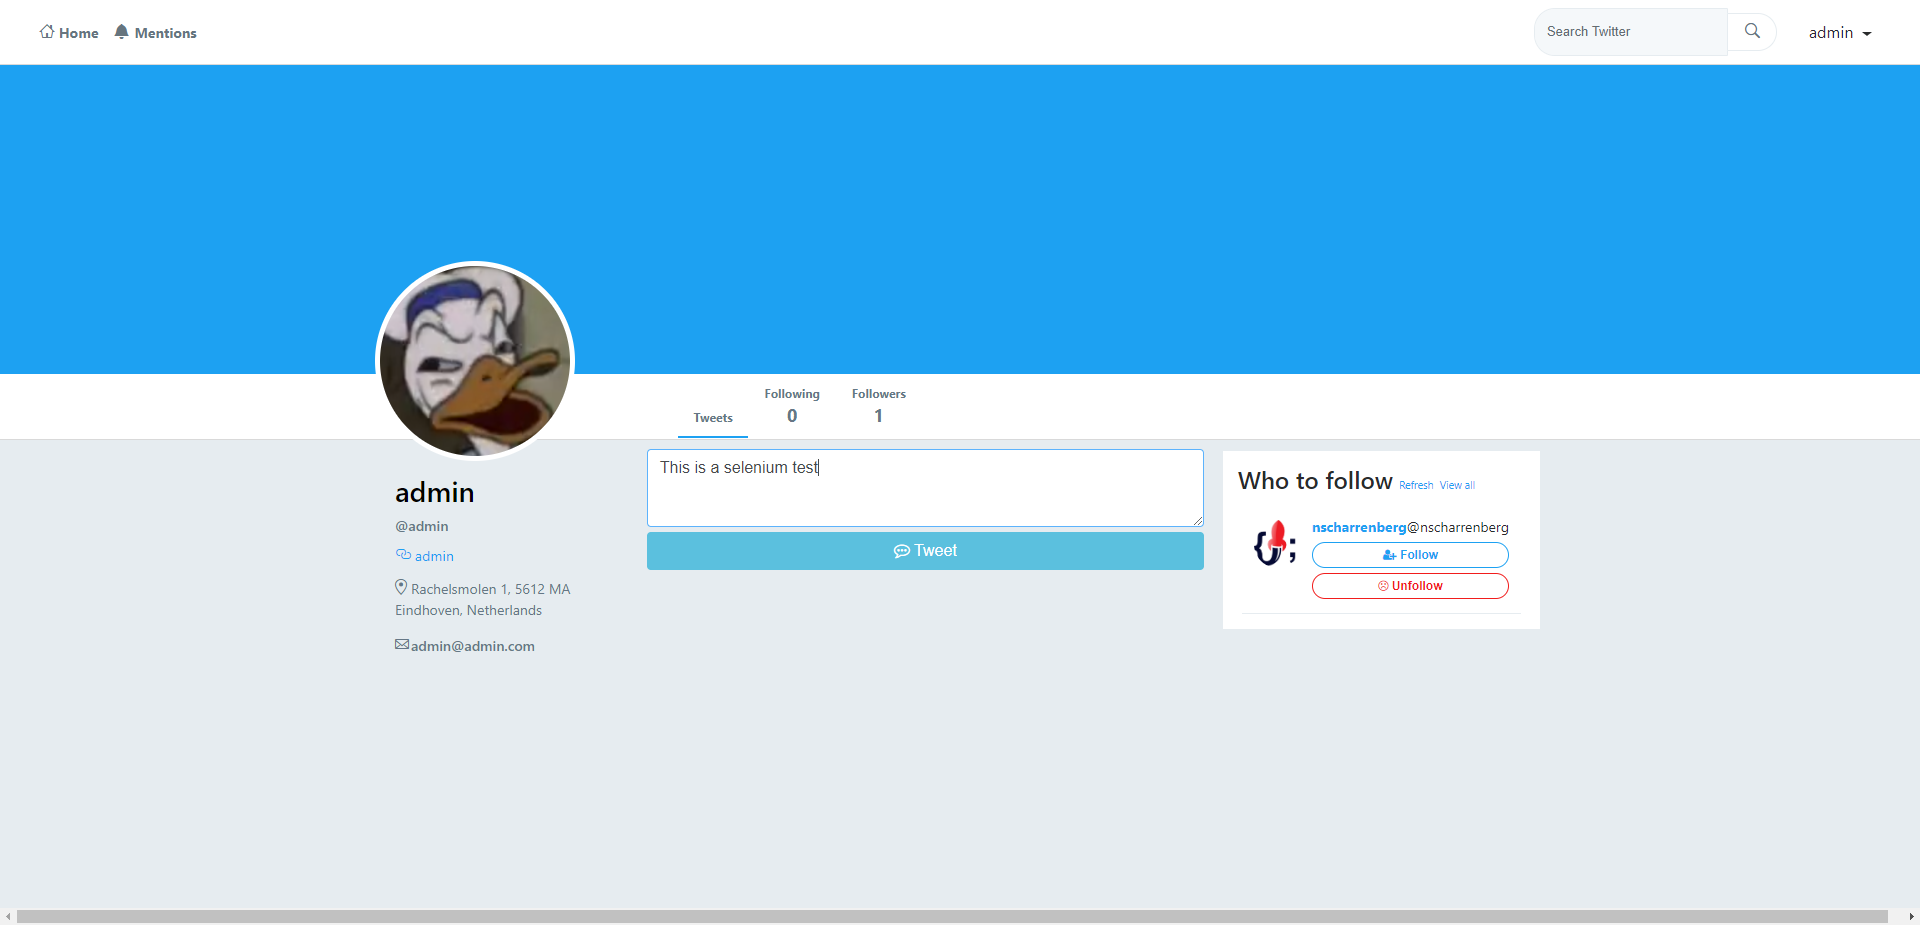 Home Mentions Search Twitter admin
Following Followers
Tweets 0 1
This is a selenium test
Tweet
admin
@admin
admin
Rachelsmolen 1, 5612 MA
Eindhoven, Netherlands
admin@admin.com
Who to follow Refresh View all
nscharrenberg@nscharrenberg
Follow
Unfollow